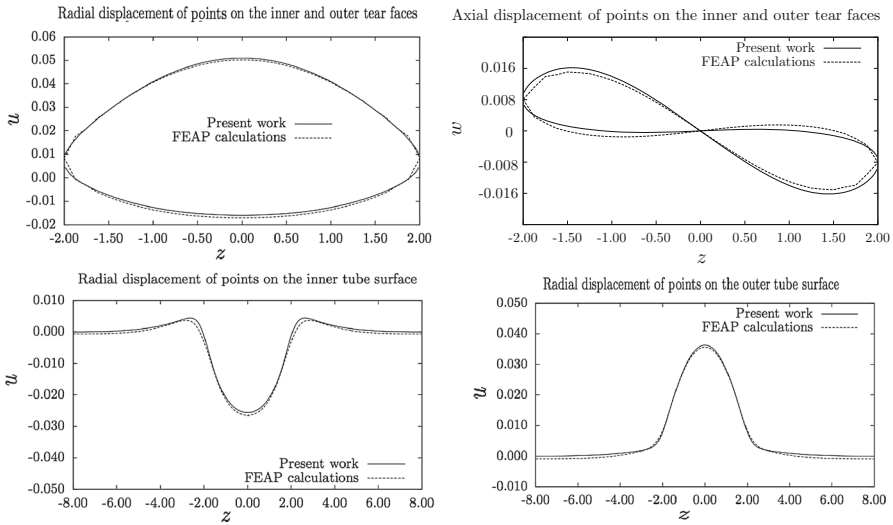 Radial displacement of points on the inner and outer tear faces
0.06
0.05
0.04
0.03
0.02
0.01
0.00
-0.01
-0.02
u
Present work
FEAP calculations
-2.00 -1.50 -1.00 -0.50 0.00 0.50 1.00 1.50 2.00
z
Axial displacement of points on the inner and outer tear faces
0.016
0.008
0
-0.008
-0.016
w
Present work
FEAP calculations
-2.00 -1.50 -1.00 -0.50 0.00 0.50 1.00 1.50 2.00
z
Radial displacement of points on the inner tube surface
0.010
0.000
-0.010
-0.020
-0.030
-0.040
-0.050
u
Present work
FEAP calculations
-8.00 -6.00 -4.00 -2.00 0.00 2.00 4.00 6.00 8.00
z
Radial displacement of points on the outer tube surface
0.050
0.040
0.030
0.020
0.010
0.000
-0.010
u
Present work
FEAP calculations
-8.00 -6.00 -4.00 -2.00 0.00 2.00 4.00 6.00 8.00
z